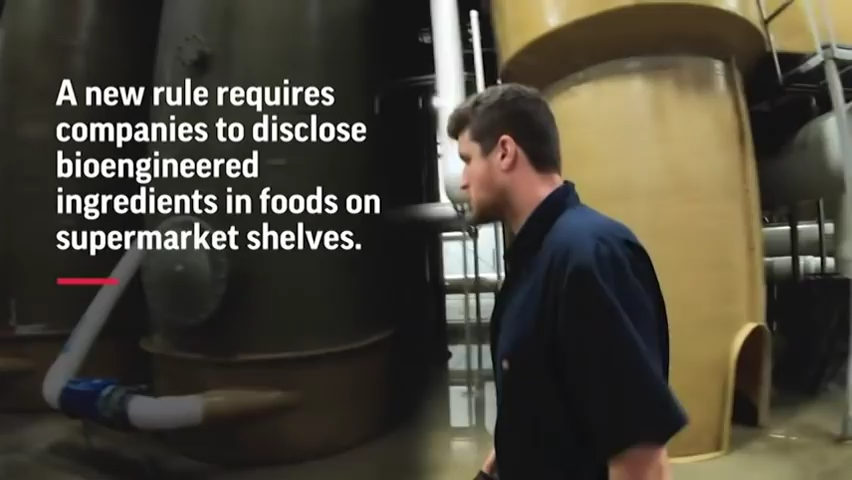 A new rule requires
companies to disclose
bioengineered
ingredients in foods on
supermarket shelves.